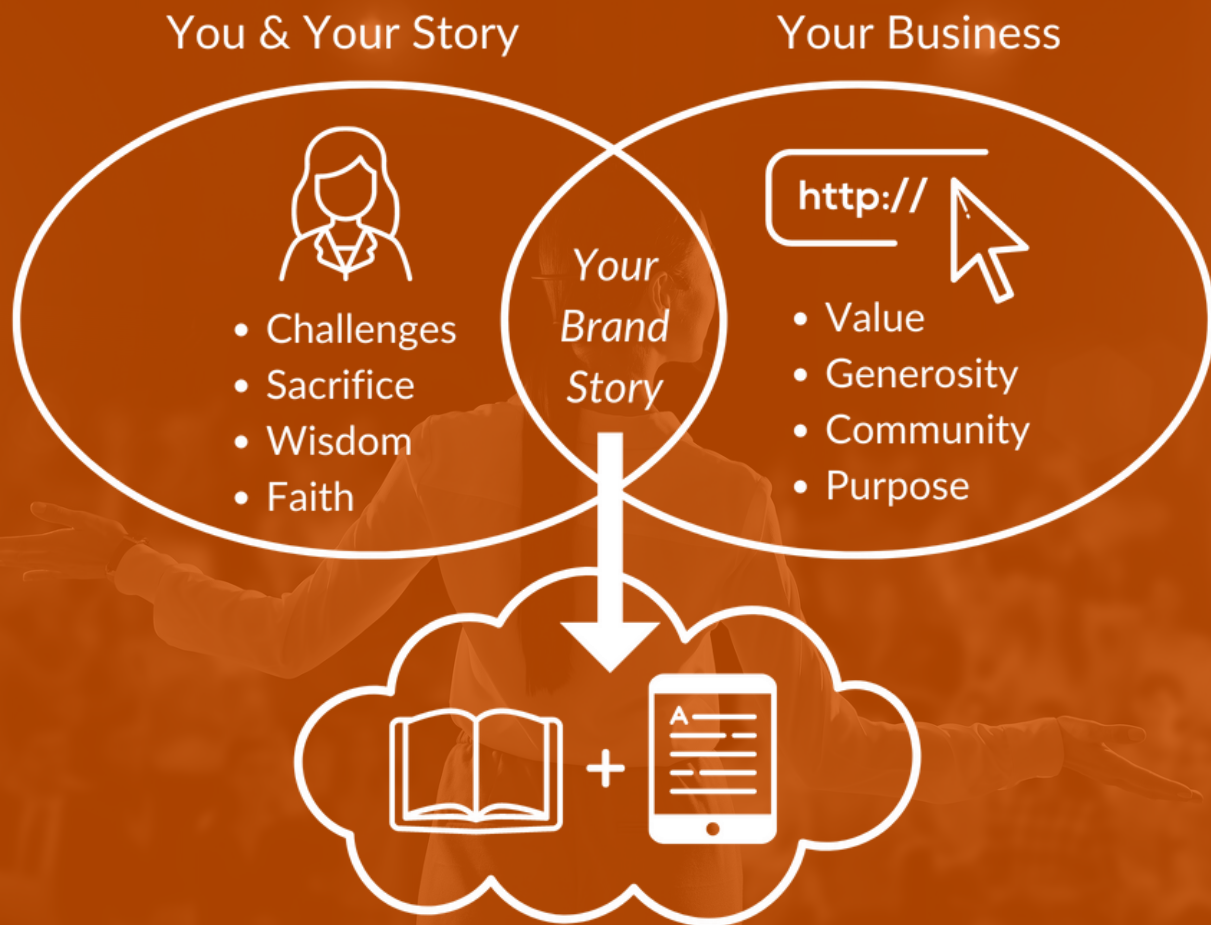 You & Your Story
Your Business
• Challenges
• Sacrifice
• Wisdom
• Faith
Your
Brand
Story
http://
• Value
• Generosity
• Community
• Purpose
+
A